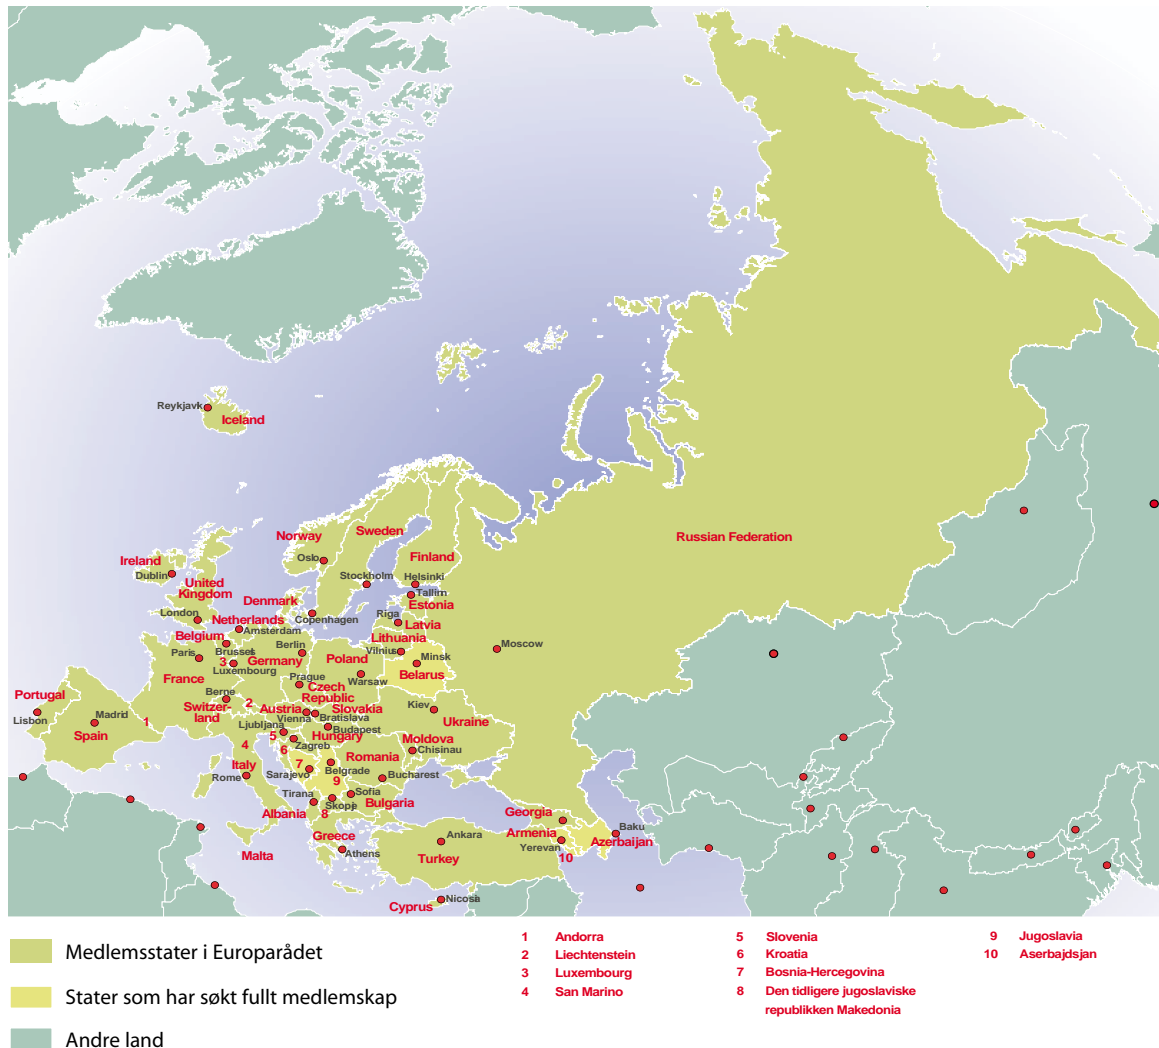 Reykjavk
Iceland
Norway
Sweden
Russian Federation
Oslo
Finland
Ireland
Dublin
Stockholm
Helsinki
United
Kingdom
Tallinn
Denmark
Estonia
London
Copenhagen
Riga
Netherlands
Latvia
Amsterdam
Belgium
Lithuania
Brussels
Berlin
Vilnius
Moscow
Paris
3
Germany
Poland
Minsk
Luxembourg
Belarus
France
Prague
Warsaw
Czech
Republic
Portugal
Berne
Switzer-
land
2
Austria
Slovakia
Kiev
Lisbon
Madrid
1
Vienna
Bratislava
Ukraine
Spain
Ljubljana
Budapest
5
Hungary
Moldova
4
6
Zagreb
Chisinau
Italy
7
Romania
Rome
Sarajevo
Belgrade
Bucharest
9
Tirana
Sofia
Skopje
Bulgaria
Albania
8
Georgia
Greece
Ankara
Armenia
Baku
Malta
Athens
Yerevan
Azerbaijan
Turkey
10
Cyprus
Nicosia
Medlemsstater i Europarådet
Stater som har søkt fullt medlemskap
Andre land
1 Andorra
2 Liechtenstein
3 Luxembourg
4 San Marino
5 Slovenia
6 Kroatia
7 Bosnia-Hercegovina
8 Den tidligere jugoslaviske
republikken Makedonia
9 Jugoslavia
10 Aserbajdsjan